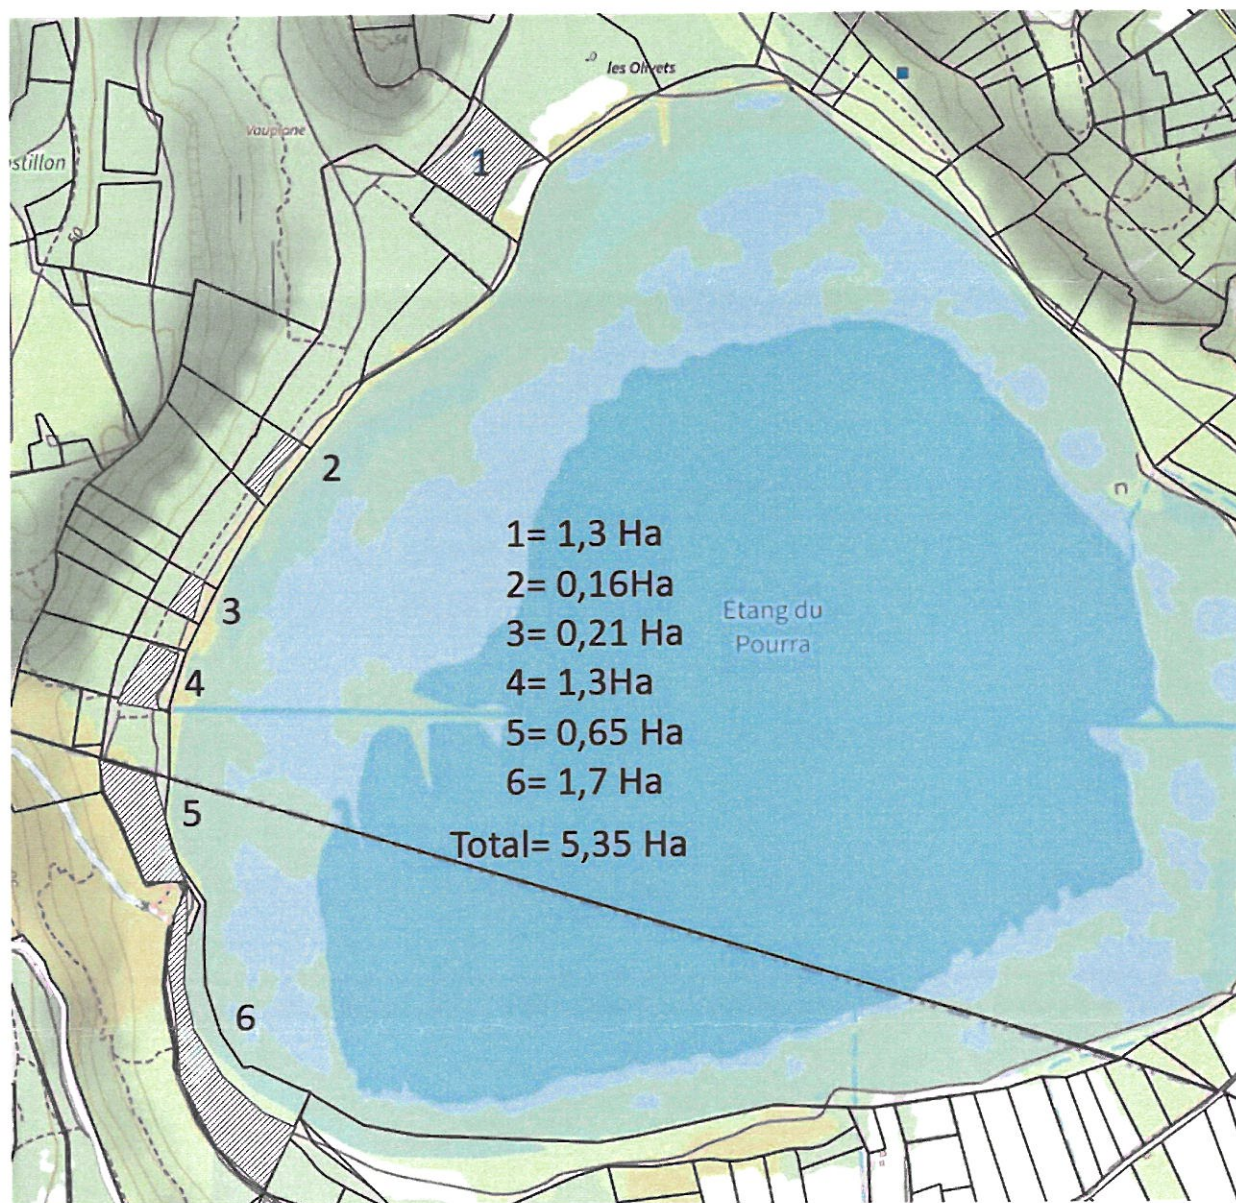 les Olivets
54
Vauplane
1
stillon
50
2
1= 1,3 Ha
2= 0,16Ha
3= 0,21 Ha
4= 1,3Ha
5= 0,65 Ha
6= 1,7 Ha
Total= 5,35 Ha
Etang du
Pourra
n
3
4
5
6